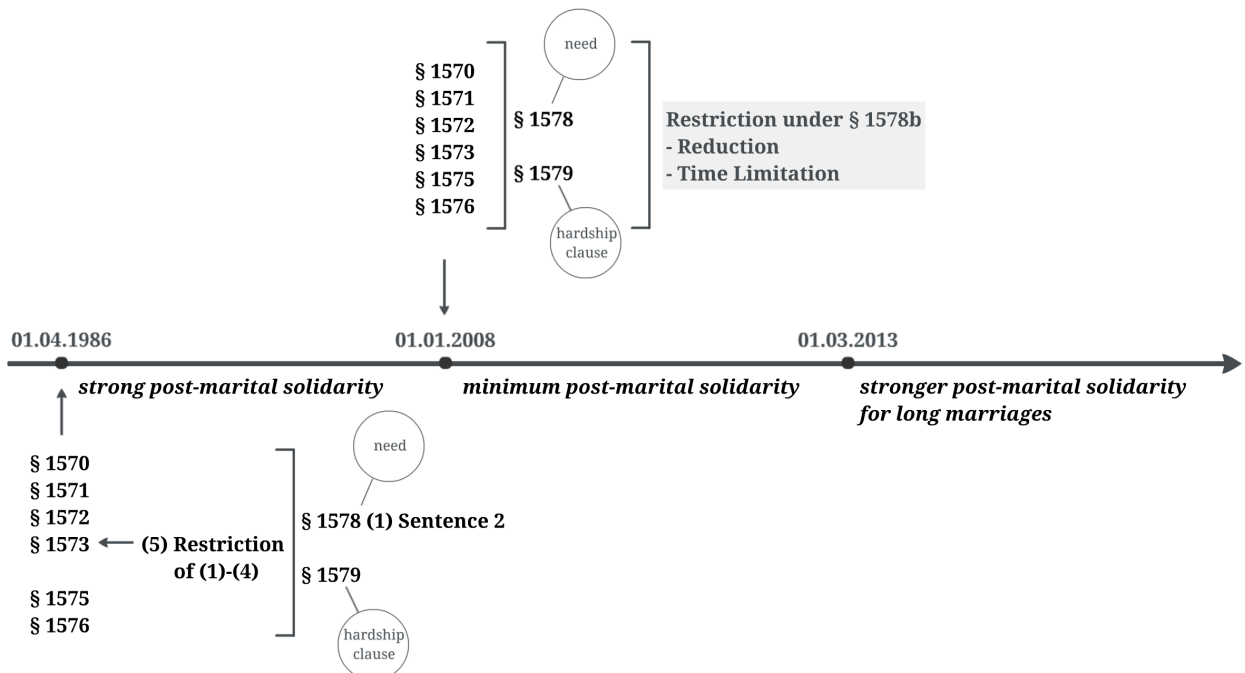 need
§ 1570
§ 1571
§ 1572
§ 1573
§ 1575
§ 1576
§ 1578
§ 1579
hardship
clause
Restriction under § 1578b
- Reduction
- Time Limitation
01.04.1986
01.01.2008
01.03.2013
strong post-marital solidarity
minimum post-marital solidarity
stronger post-marital solidarity
for long marriages
need
§ 1570
§ 1571
§ 1572
§ 1573
(5) Restriction
of (1)-(4)
§ 1575
§ 1576
§ 1578 (1) Sentence 2
§ 1579
hardship
clause